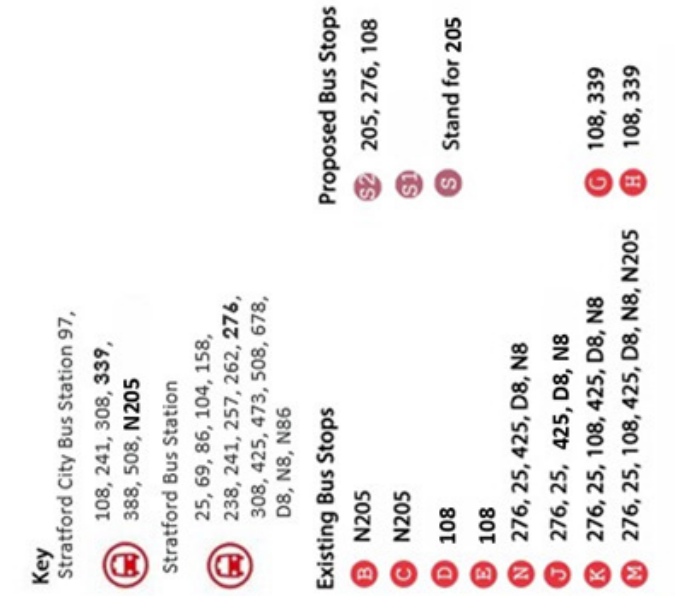 Key
Stratford City Bus Station 97,
108, 241, 308, 339,
388, 508, N205
Stratford Bus Station
25, 69, 86, 104, 158,
238, 241, 257, 262, 276,
308, 425, 473, 508, 678,
D8, N8, N86
Existing Bus Stops
B N205
C N205
D 108
E 108
N 276, 25, 425, D8, N8
J 276, 25, 425, D8, N8
K 276, 25, 108, 425, D8, N8
M 276, 25, 108, 425, D8, N8, N205
Proposed Bus Stops
S2 205, 276, 108
S1
S Stand for 205
G 108, 339
H 108, 339